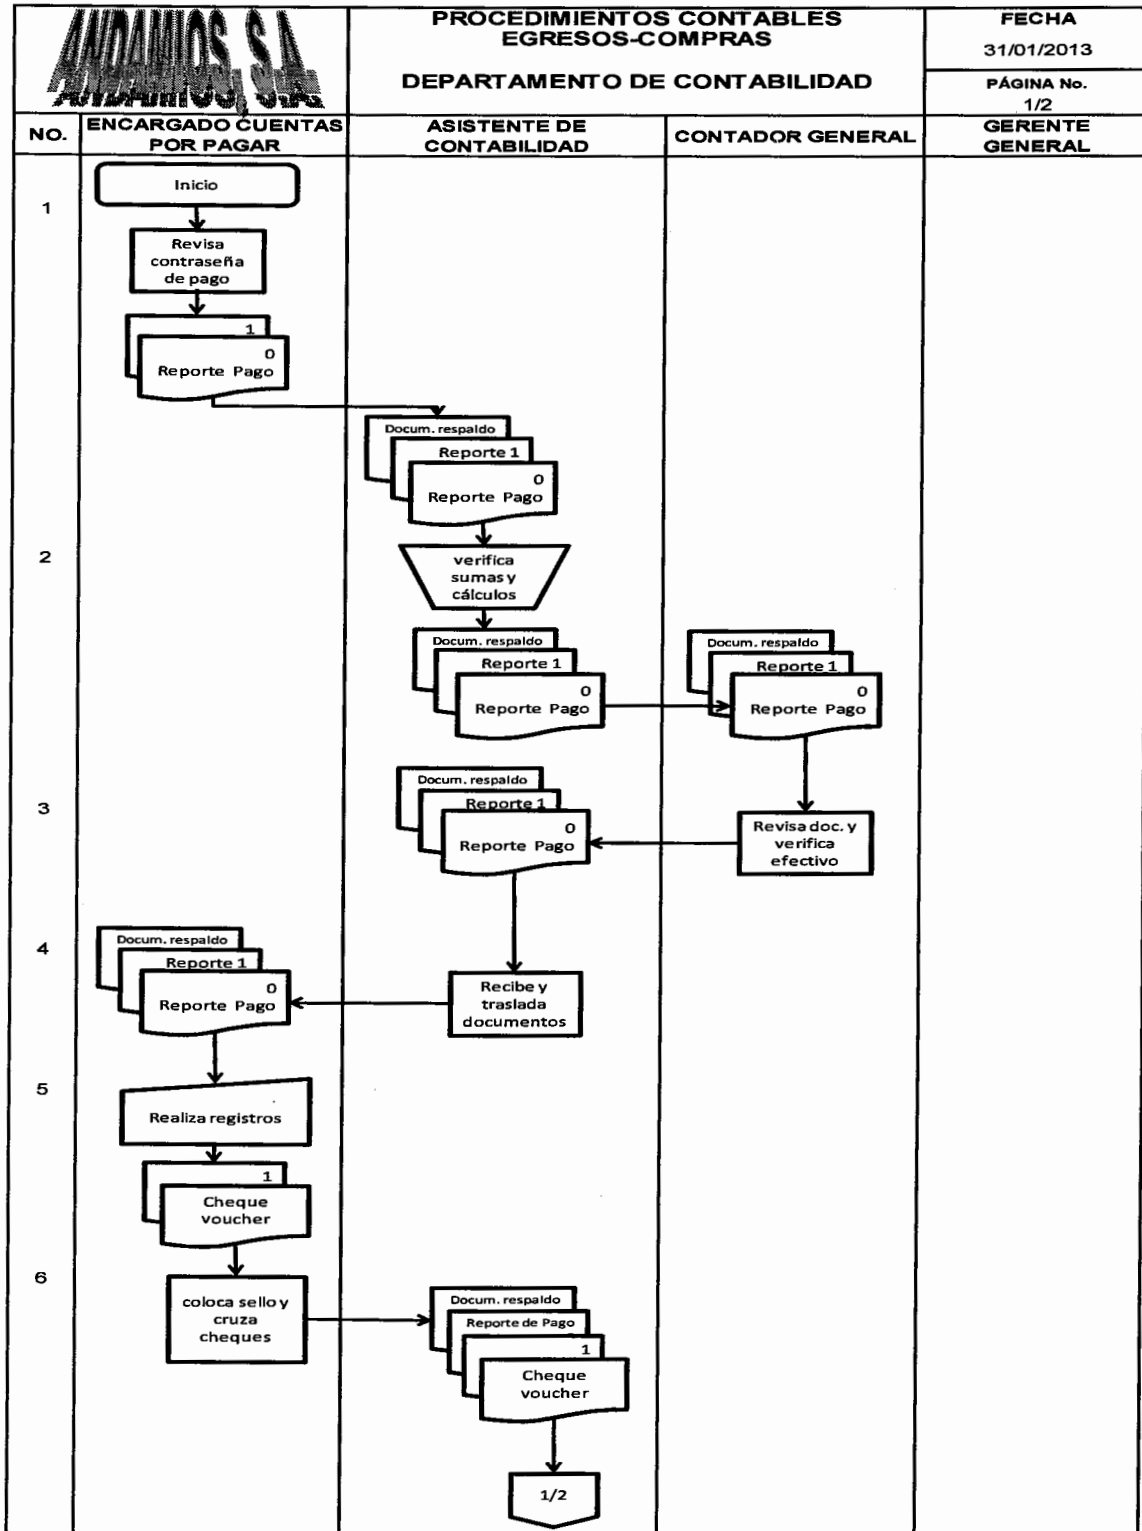 ANDAMIOS, S.A.
PROCEDIMIENTOS CONTABLES
EGRESOS-COMPRAS
DEPARTAMENTO DE CONTABILIDAD
FECHA
31/01/2013
PÁGINA No.
1/2
NO.
ENCARGADO CUENTAS
POR PAGAR
ASISTENTE DE
CONTABILIDAD
CONTADOR GENERAL
GERENTE
GENERAL
Inicio
1
Revisa
contraseña
de pago
1
0
Reporte Pago
Docum. respaldo
Reporte 1
0
Reporte Pago
2
verifica
sumas y
cálculos
Docum. respaldo
Reporte 1
0
Reporte Pago
Docum. respaldo
Reporte 1
0
Reporte Pago
3
Docum. respaldo
Reporte 1
0
Reporte Pago
Revisa doc. y
verifica
efectivo
4
Docum. respaldo
Reporte 1
0
Reporte Pago
Recibe y
traslada
documentos
5
Realiza registros
1
Cheque
voucher
6
coloca sello y
cruza
cheques
Docum. respaldo
Reporte de Pago
1
Cheque
voucher
1/2